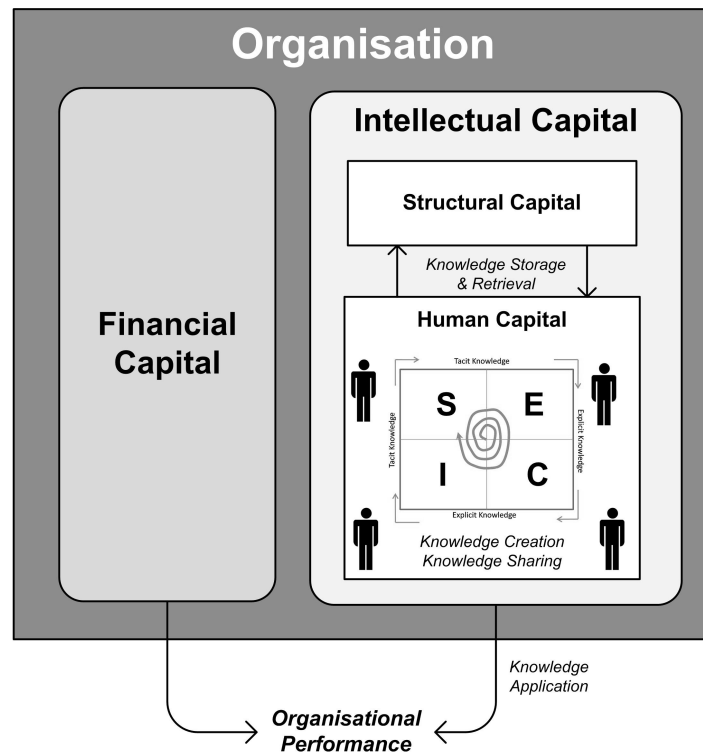 Organisation
Financial
Capital
Intellectual Capital
Structural Capital
Knowledge Storage
& Retrieval
Human Capital
Tacit Knowledge
Tacit Knowledge
S
E
I
C
Explicit Knowledge
Explicit Knowledge
Knowledge Creation
Knowledge Sharing
Knowledge
Application
Organisational
Performance